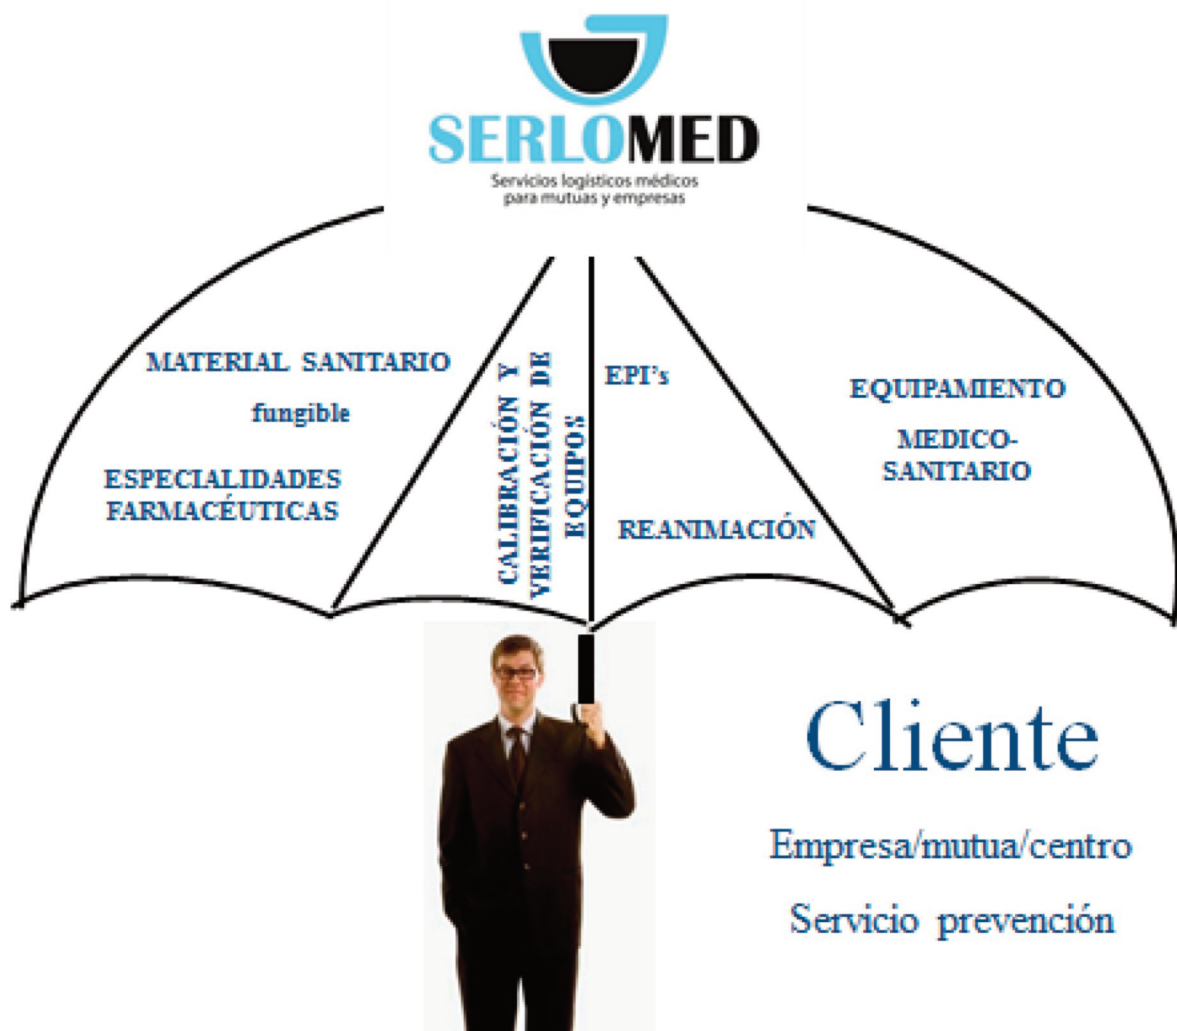 SERLOMED
Servicios logísticos médicos
para mutuas y empresas
MATERIAL SANITARIO
fungible
ESPECIALIDADES
FARMACÉUTICAS
CALIBRACIÓN Y
VERIFICACIÓN DE
EQUIPOS
EPI's
REANIMACIÓN
EQUIPAMIENTO
MEDICO-
SANITARIO
Cliente
Empresa/mutua/centro
Servicio prevención